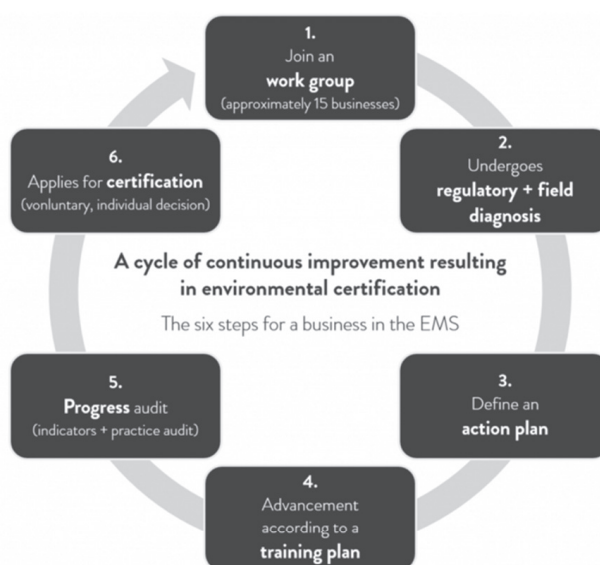 1.
Join an
work group
(approximately 15 businesses)
2.
Undergoes
regulatory + field
diagnosis
6.
Applies for certification
(vonluntary, individual decision)
A cycle of continuous improvement resulting
in environmental certification
The six steps for a business in the EMS
5.
Progress audit
(indicators + practice audit)
3.
Define an
action plan
4.
Advancement
according to a
training plan